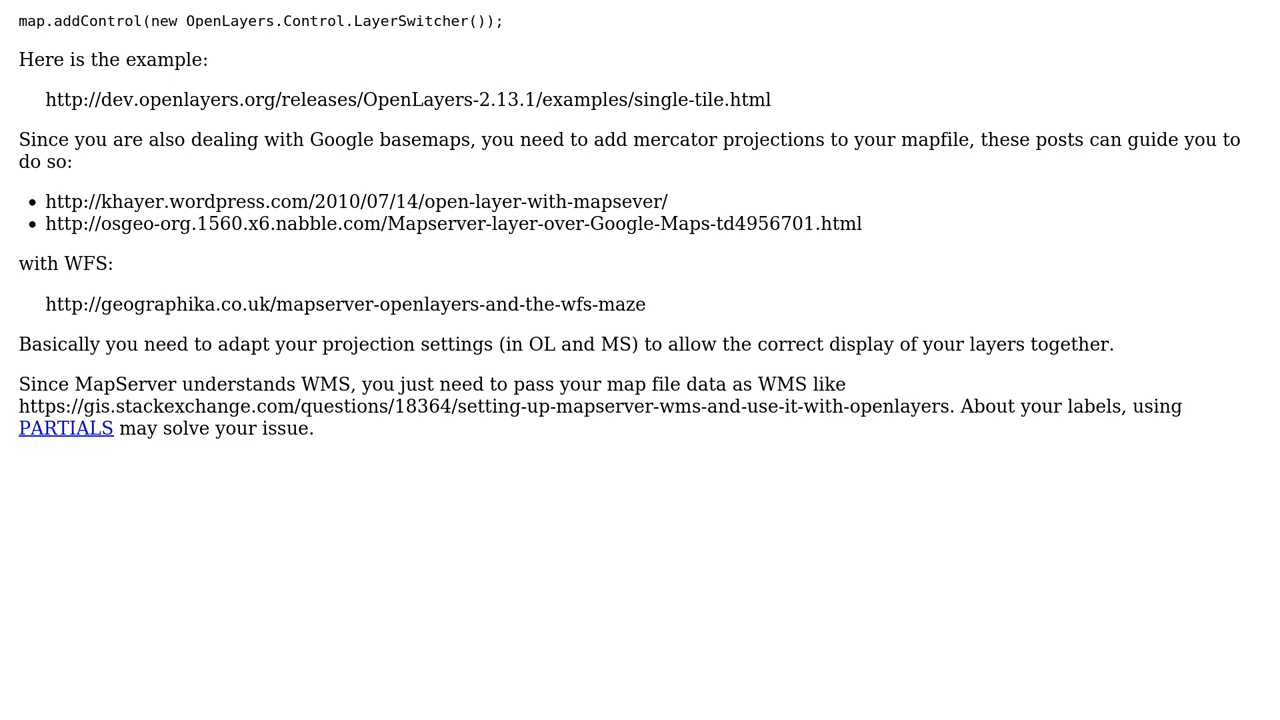 map.addControl(new OpenLayers.Control.LayerSwitcher());
Here is the example:
http://dev.openlayers.org/releases/OpenLayers-2.13.1/examples/single-tile.html
Since you are also dealing with Google basemaps, you need to add mercator projections to your mapfile, these posts can guide you to
do so:
• http://khayer.wordpress.com/2010/07/14/open-layer-with-mapsever/
• http://osgeo-org.1560.x6.nabble.com/Mapserver-layer-over-Google-Maps-td4956701.html
with WFS:
http://geographika.co.uk/mapserver-openlayers-and-the-wfs-maze
Basically you need to adapt your projection settings (in OL and MS) to allow the correct display of your layers together.
Since MapServer understands WMS, you just need to pass your map file data as WMS like
https://gis.stackexchange.com/questions/18364/setting-up-mapserver-wms-and-use-it-with-openlayers. About your labels, using
PARTIALS may solve your issue.